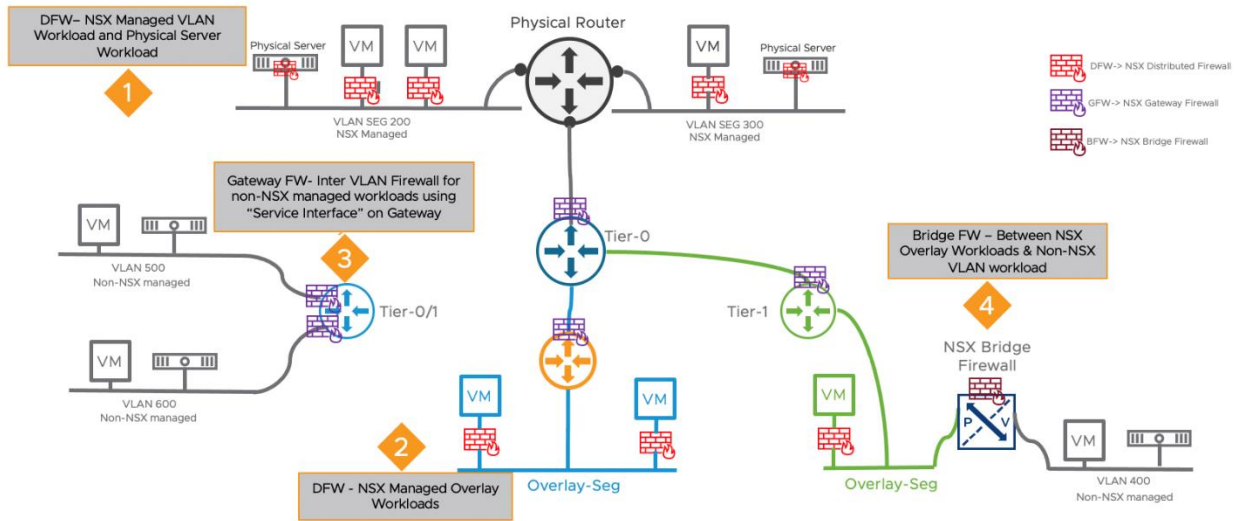 DFW– NSX Managed VLAN
Workload and Physical Server
Workload
1
Physical Server
VM
VM
VLAN SEG 200
NSX Managed
Physical Router
VM
Physical Server
VLAN SEG 300
NSX Managed
DFW-> NSX Distributed Firewall
GFW-> NSX Gateway Firewall
BFW-> NSX Bridge Firewall
Gateway FW- Inter VLAN Firewall for
non-NSX managed workloads using
“Service Interface” on Gateway
3
VM
VLAN 500
Non-NSX managed
Tier-0/1
VM
VLAN 600
Non-NSX managed
Tier-0
Tier-1
Bridge FW – Between NSX
Overlay Workloads & Non-NSX
VLAN workload
4
NSX Bridge
Firewall
P
V
VM
VM
Overlay-Seg
2
DFW - NSX Managed Overlay
Workloads
VM
Overlay-Seg
VM
VLAN 400
Non-NSX managed